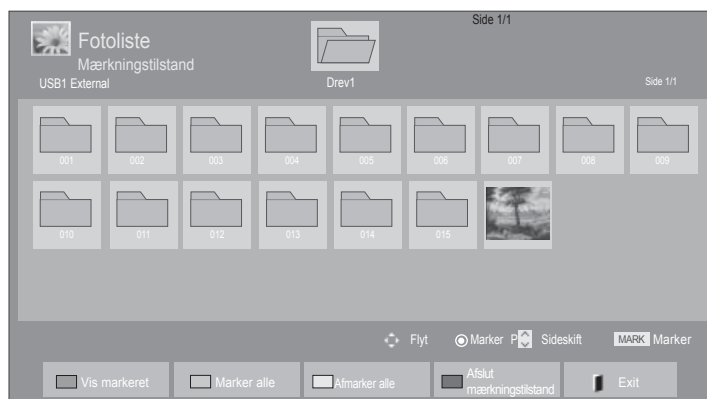 Side 1/1
Fotoliste
Mærkningstilstand
USB1 External
Drev1
Side 1/1
001 002 003 004 005 006 007 008 009
010 011 012 013 014 015
Flyt Marker P Sideskift MARK Marker
Vis markeret
Marker alle
Afmarker alle
Afslut
mærkningstilstand
Exit